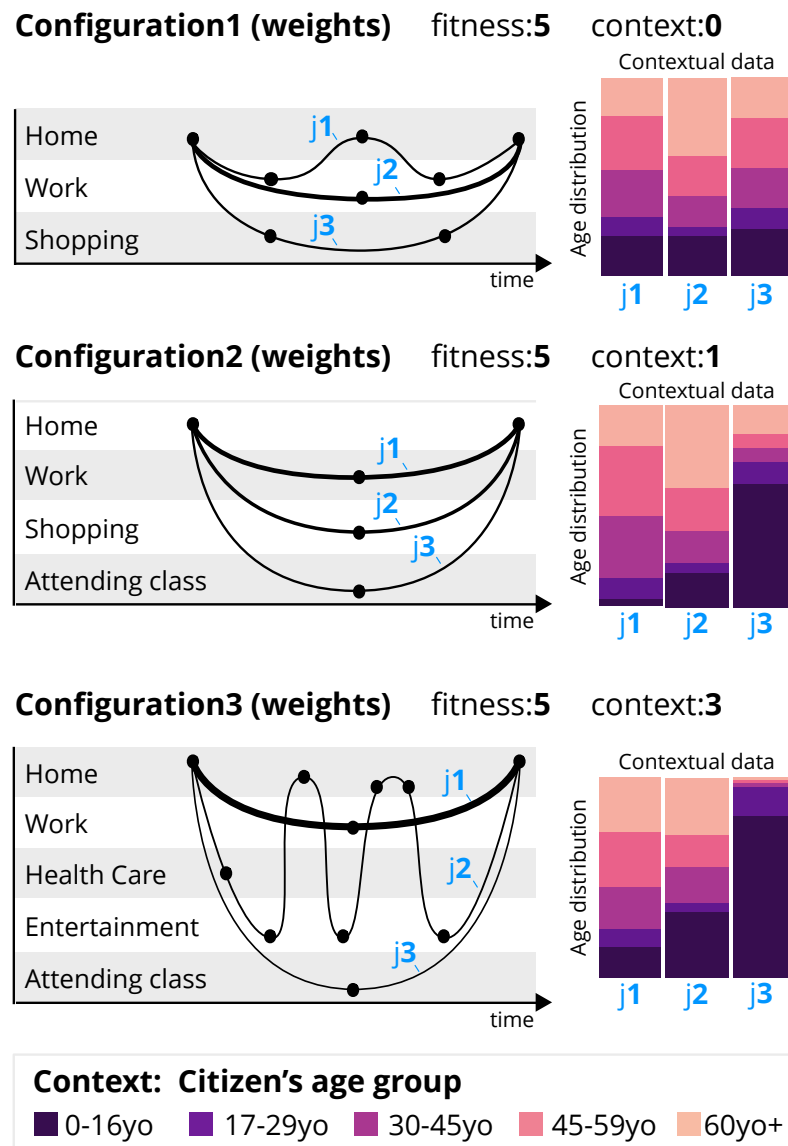 Configuration1 (weights) fitness:5 context:0
Contextual data
Age distribution
Home
Work
Shopping
j1
j2
j3
time
j1 j2 j3
Configuration2 (weights) fitness:5 context:1
Contextual data
Age distribution
Home
Work
Shopping
Attending class
j1
j2
j3
time
j1 j2 j3
Configuration3 (weights) fitness:5 context:3
Contextual data
Age distribution
Home
Work
Health Care
Entertainment
Attending class
j1
j2
j3
time
j1 j2 j3
Context: Citizen's age group
0-16yo 17-29yo 30-45yo 45-59yo 60yo+